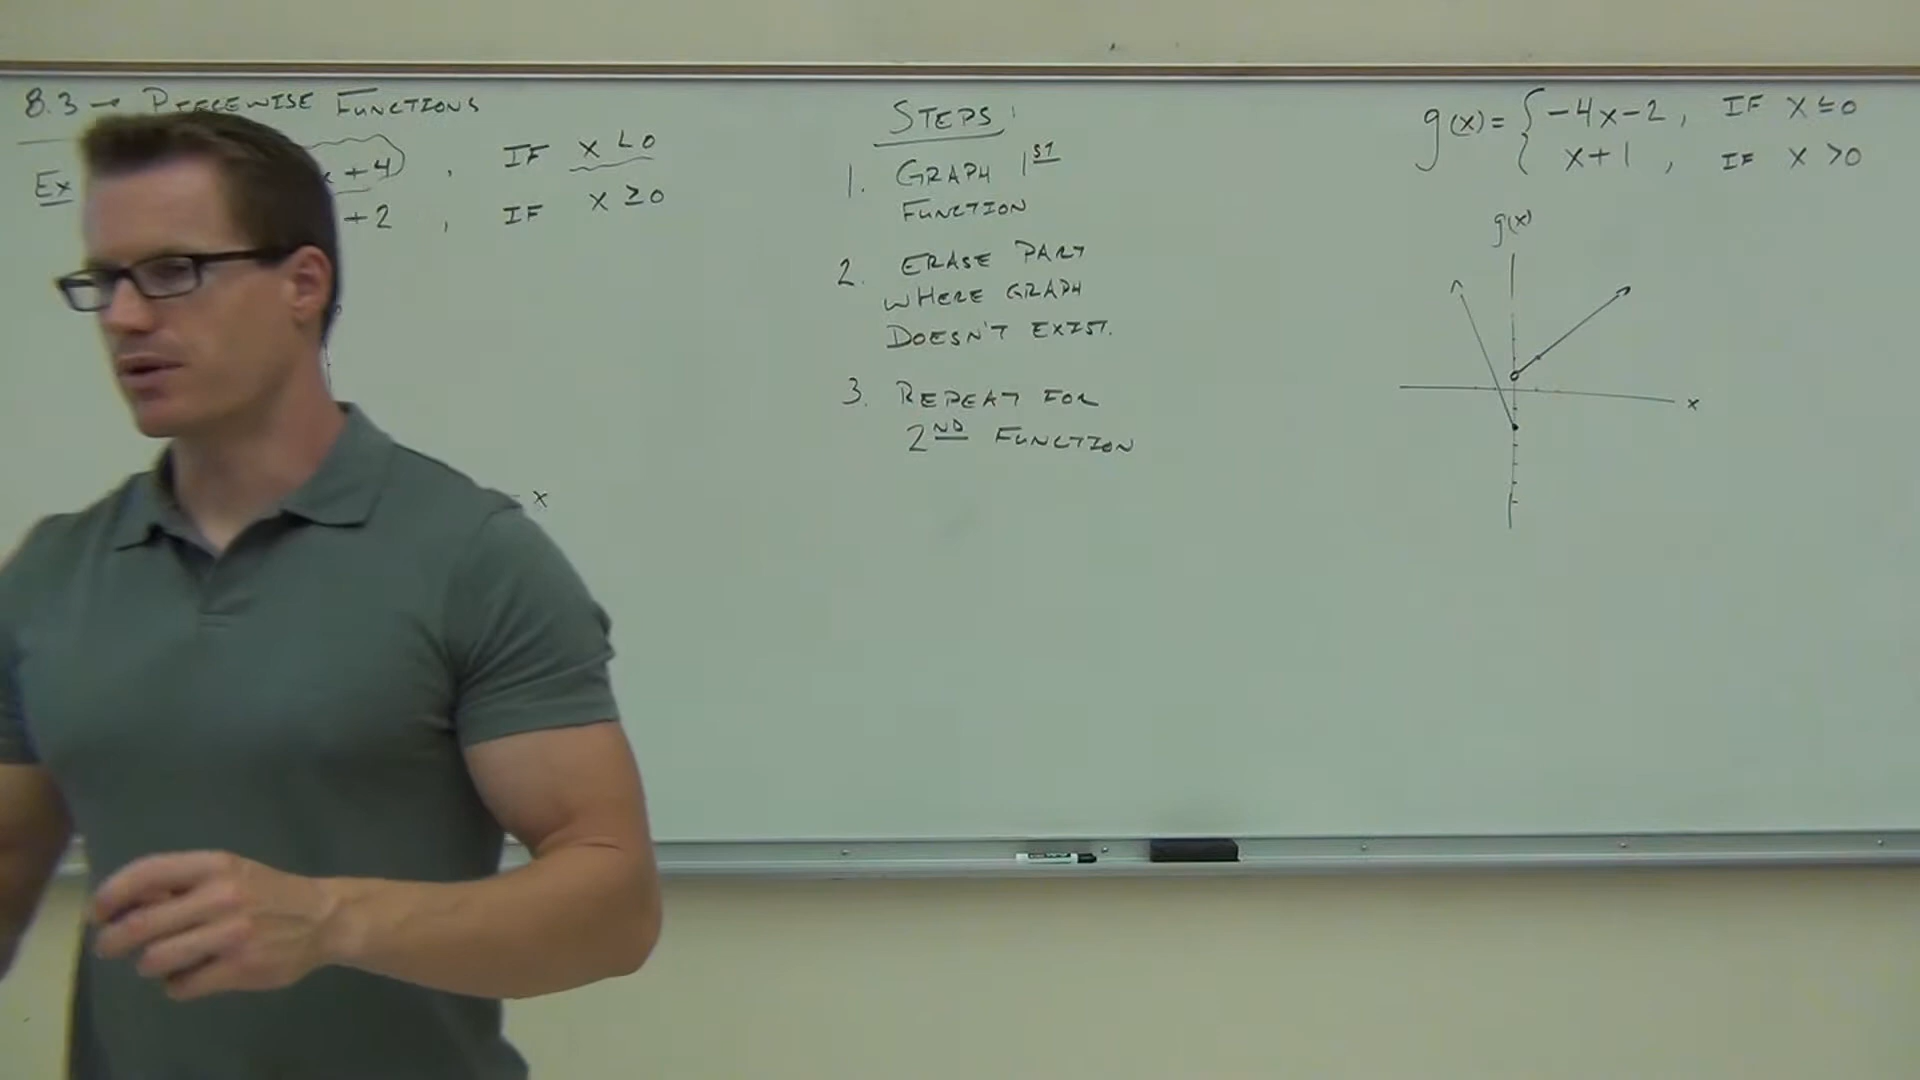 8.3 → PIECEWISE FUNCTIONS
Ex
x + 4) , IF x < 0
+ 2 , IF x ≥ 0
x
STEPS:
1. GRAPH 1ST
FUNCTION
2. ERASE PART
WHERE GRAPH
DOESN'T EXIST.
3. REPEAT FOR
2ND FUNCTION
g(x) = { -4x - 2 , IF x ≤ 0
x + 1 , IF x > 0
g(x)
x